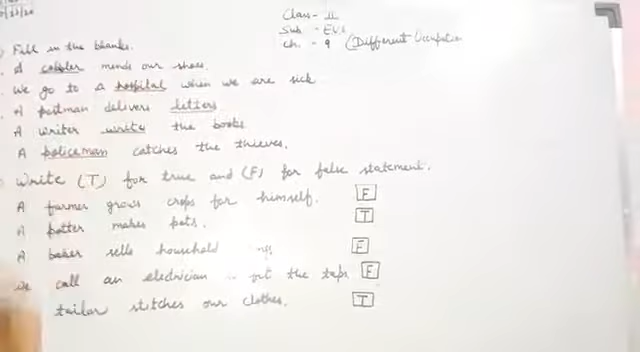 Class - II
Sub - E.V.S
Ch. - 9 (Different Occupation
Fill in the blanks.
A cobbler mends our shoes.
We go to a hospital when we are sick
A postman delivers letters
A writer write the books
A policeman catches the thieves.
Write (T) for true and (F) for false statement.
A farmer grows crops for himself. F
A potter makes pots. T
A baker sells household F
We call an electrician the taps F
tailor stitches our clothes. T